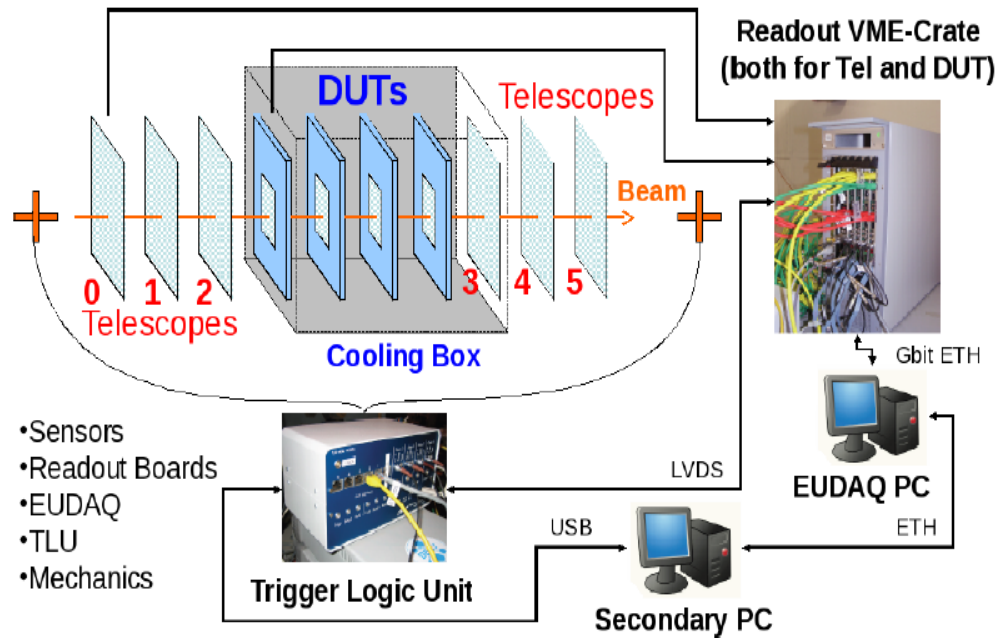 Readout VME-Crate
(both for Tel and DUT)
DUTs
Telescopes
Beam
0 1 2
3 4 5
Telescopes
Cooling Box
Gbit ETH
•Sensors
•Readout Boards
•EUDAQ
•TLU
•Mechanics
LVDS
EUDAQ PC
USB
ETH
Trigger Logic Unit
Secondary PC